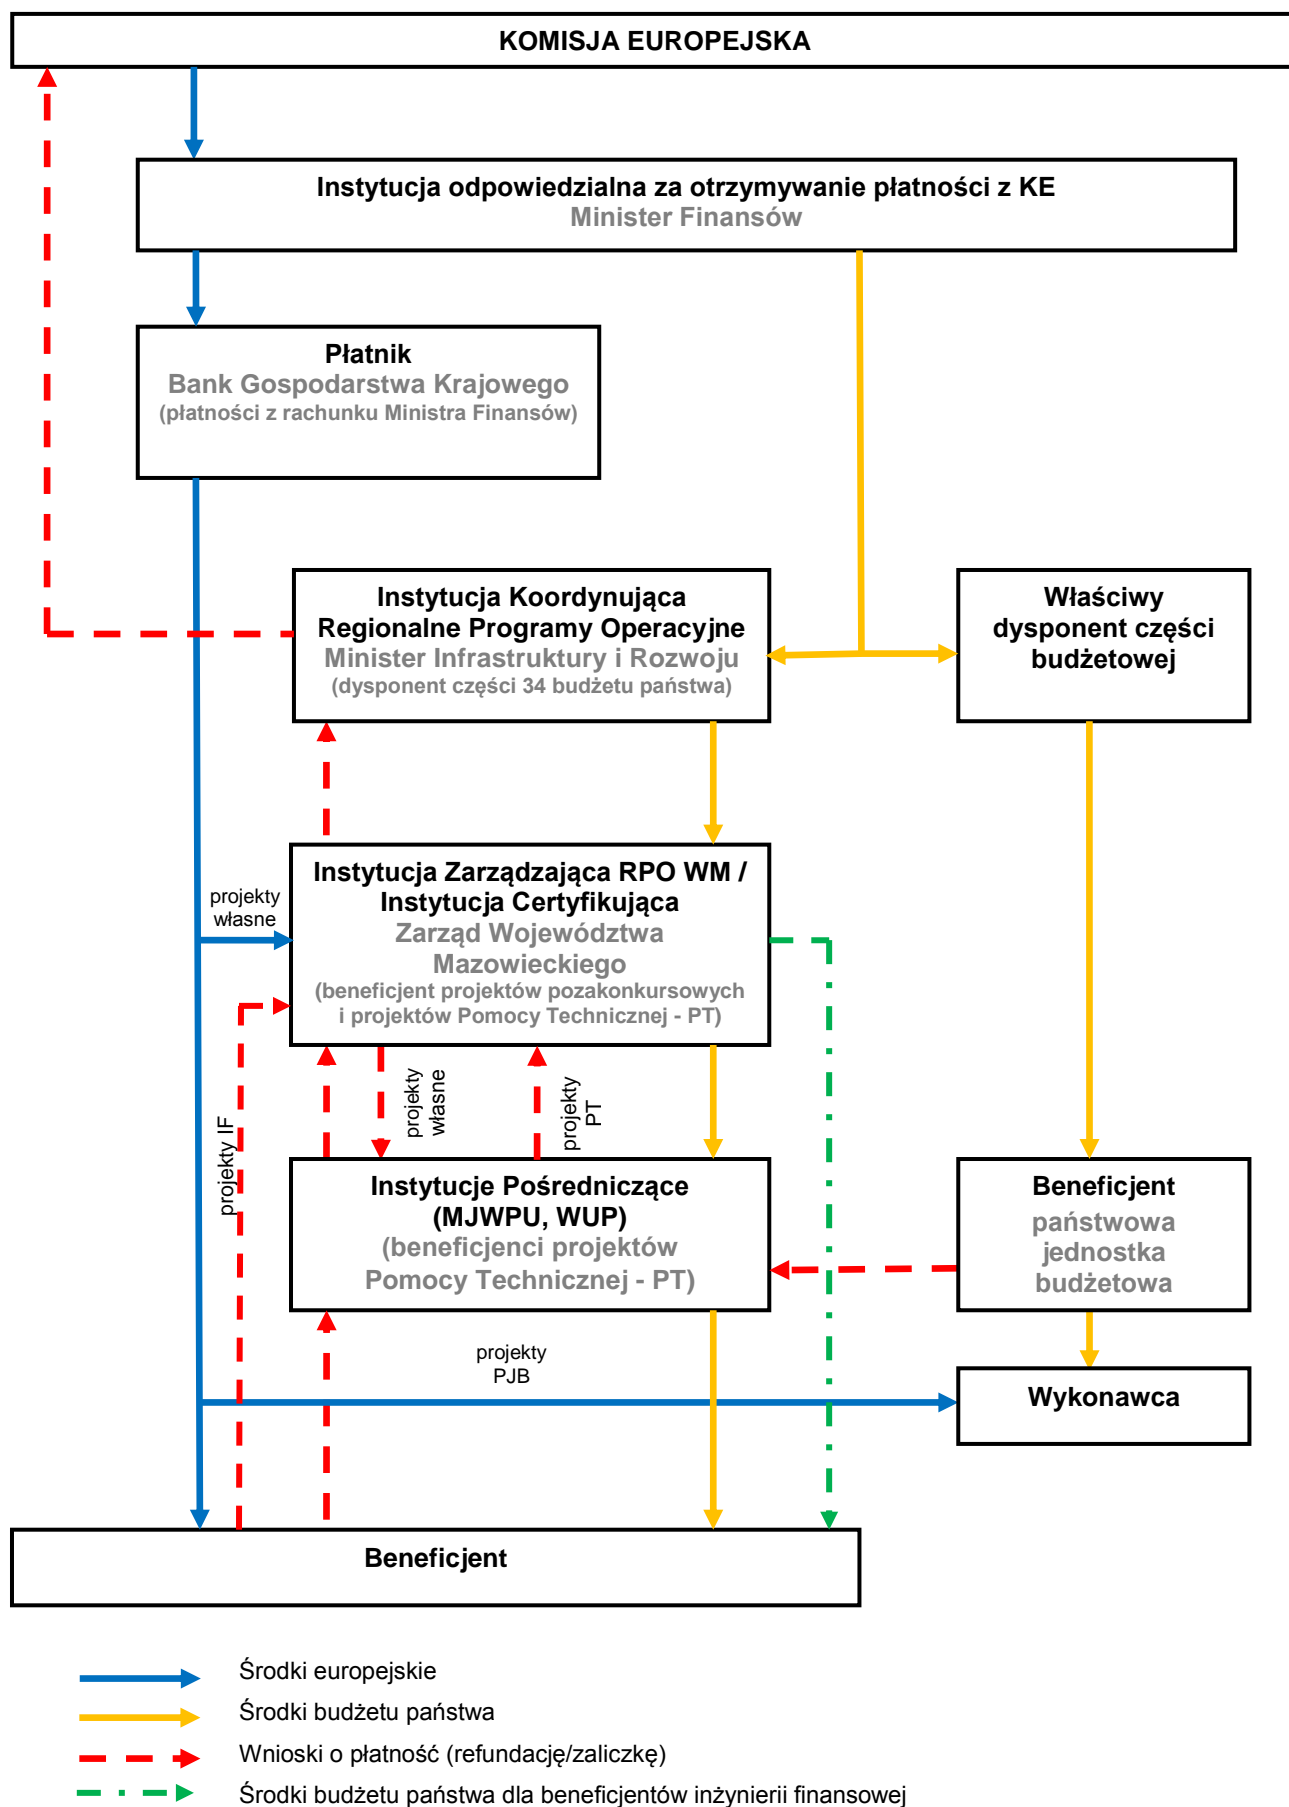 KOMISJA EUROPEJSKA
Instytucja odpowiedzialna za otrzymywanie płatności z KE
Minister Finansów
Płatnik
Bank Gospodarstwa Krajowego
(płatności z rachunku Ministra Finansów)
Instytucja Koordynująca
Regionalne Programy Operacyjne
Minister Infrastruktury i Rozwoju
(dysponent części 34 budżetu państwa)
Właściwy
dysponent części
budżetowej
projekty
własne
Instytucja Zarządzająca RPO WM /
Instytucja Certyfikująca
Zarząd Województwa
Mazowieckiego
(beneficjent projektów pozakonkursowych
i projektów Pomocy Technicznej - PT)
projekty IF
projekty
własne
projekty
PT
Instytucje Pośredniczące
(MJWPU, WUP)
(beneficjenci projektów
Pomocy Technicznej - PT)
Beneficjent
państwowa
jednostka
budżetowa
projekty
PJB
Wykonawca
Beneficjent
Środki europejskie
Środki budżetu państwa
Wnioski o płatność (refundację/zaliczkę)
Środki budżetu państwa dla beneficjentów inżynierii finansowej